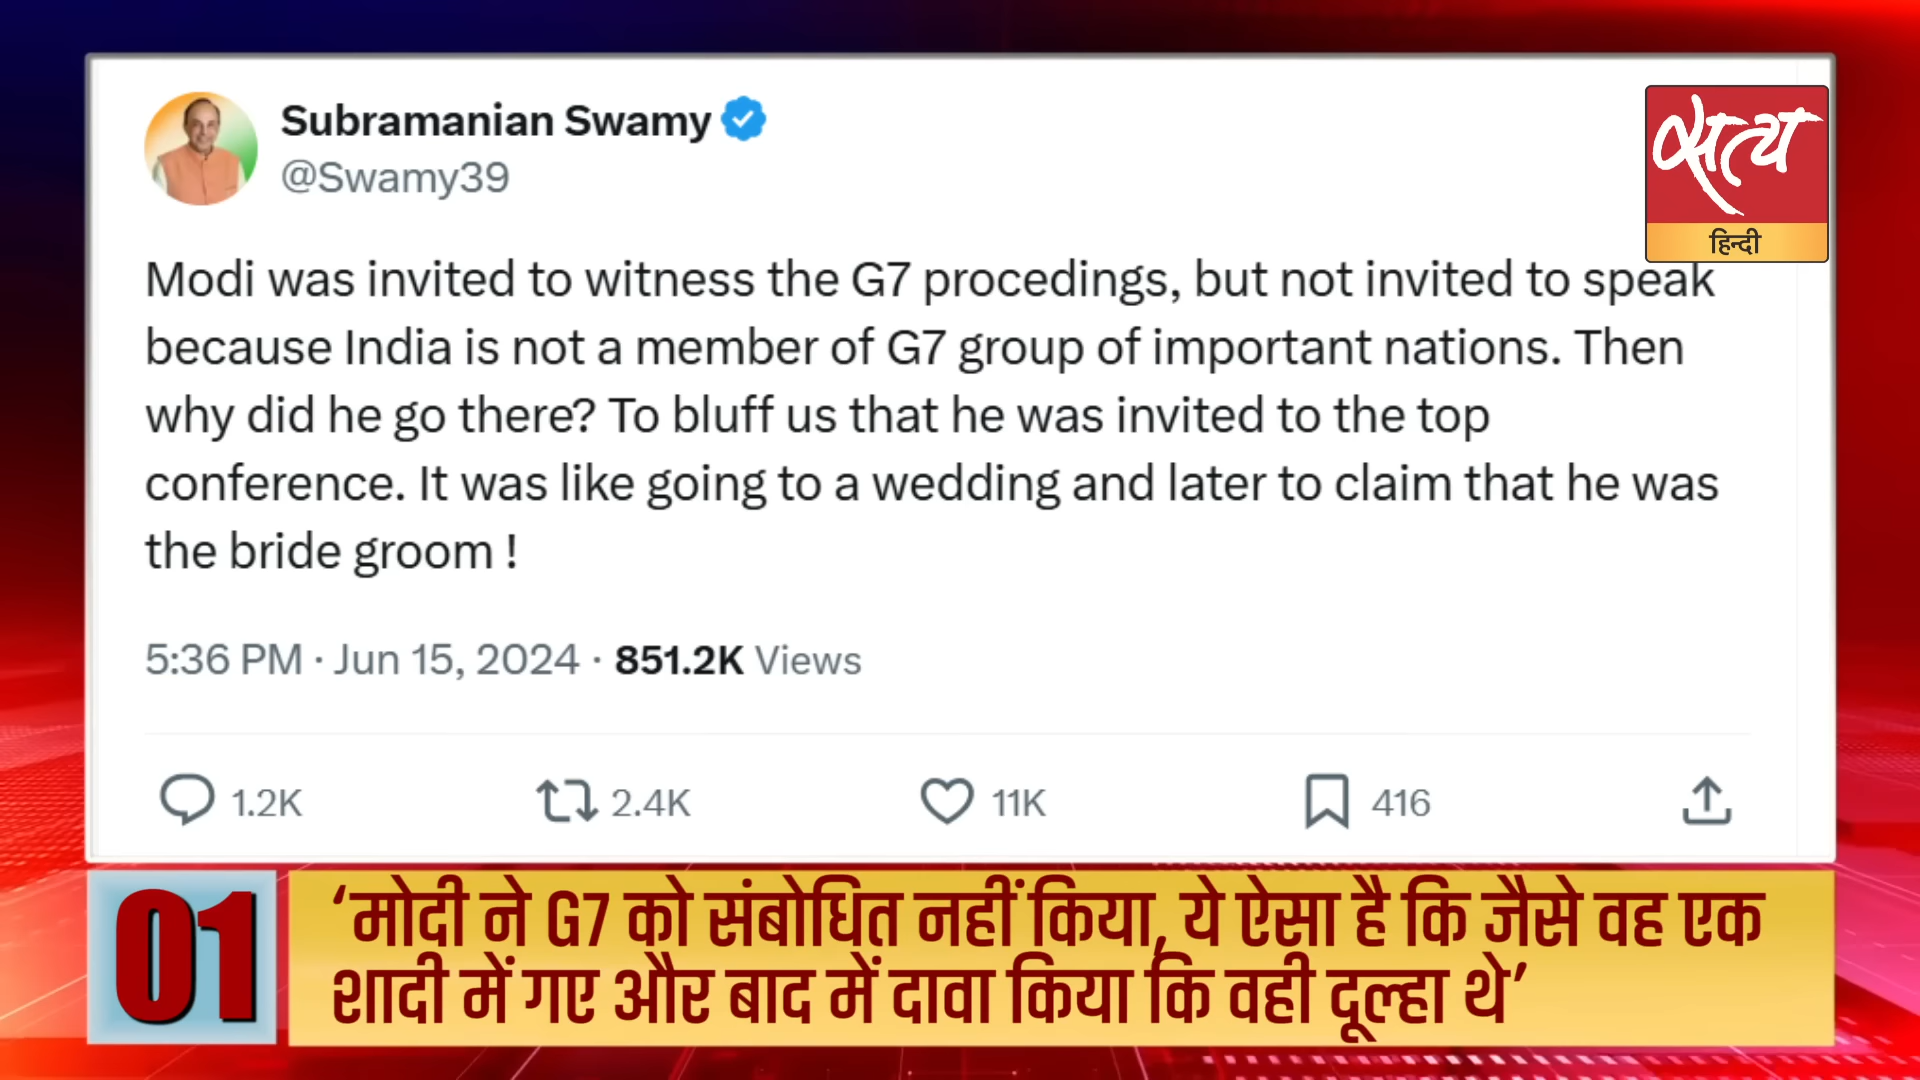 Subramanian Swamy
@Swamy39
सत्य
हिन्दी
Modi was invited to witness the G7 procedings, but not invited to speak
because India is not a member of G7 group of important nations. Then
why did he go there? To bluff us that he was invited to the top
conference. It was like going to a wedding and later to claim that he was
the bride groom !
5:36 PM · Jun 15, 2024 · 851.2K Views
1.2K 2.4K 11K 416
01
‘मोदी ने G7 को संबोधित नहीं किया, ये ऐसा है कि जैसे वह एक
शादी में गए और बाद में दावा किया कि वही दूल्हा थे’